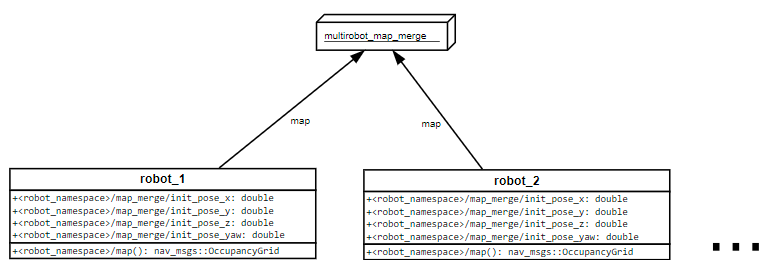 multirobot_map_merge
map
map
robot_1
+<robot_namespace>/map_merge/init_pose_x: double
+<robot_namespace>/map_merge/init_pose_y: double
+<robot_namespace>/map_merge/init_pose_z: double
+<robot_namespace>/map_merge/init_pose_yaw: double
+<robot_namespace>/map(): nav_msgs::OccupancyGrid
robot_2
+<robot_namespace>/map_merge/init_pose_x: double
+<robot_namespace>/map_merge/init_pose_y: double
+<robot_namespace>/map_merge/init_pose_z: double
+<robot_namespace>/map_merge/init_pose_yaw: double
+<robot_namespace>/map(): nav_msgs::OccupancyGrid
...